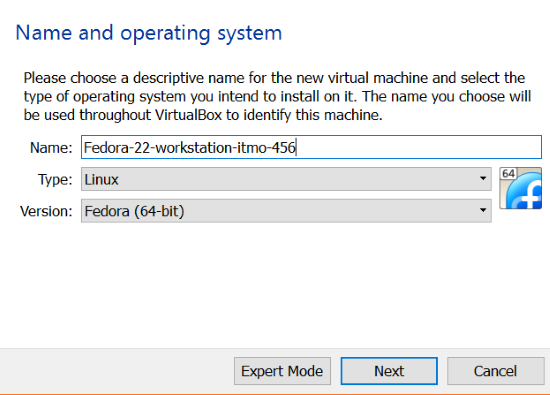 Name and operating system
Please choose a descriptive name for the new virtual machine and select the
type of operating system you intend to install on it. The name you choose will
be used throughout VirtualBox to identify this machine.
Name: Fedora-22-workstation-itmo-456
Type: Linux
64
Version: Fedora (64-bit)
Expert Mode Next Cancel